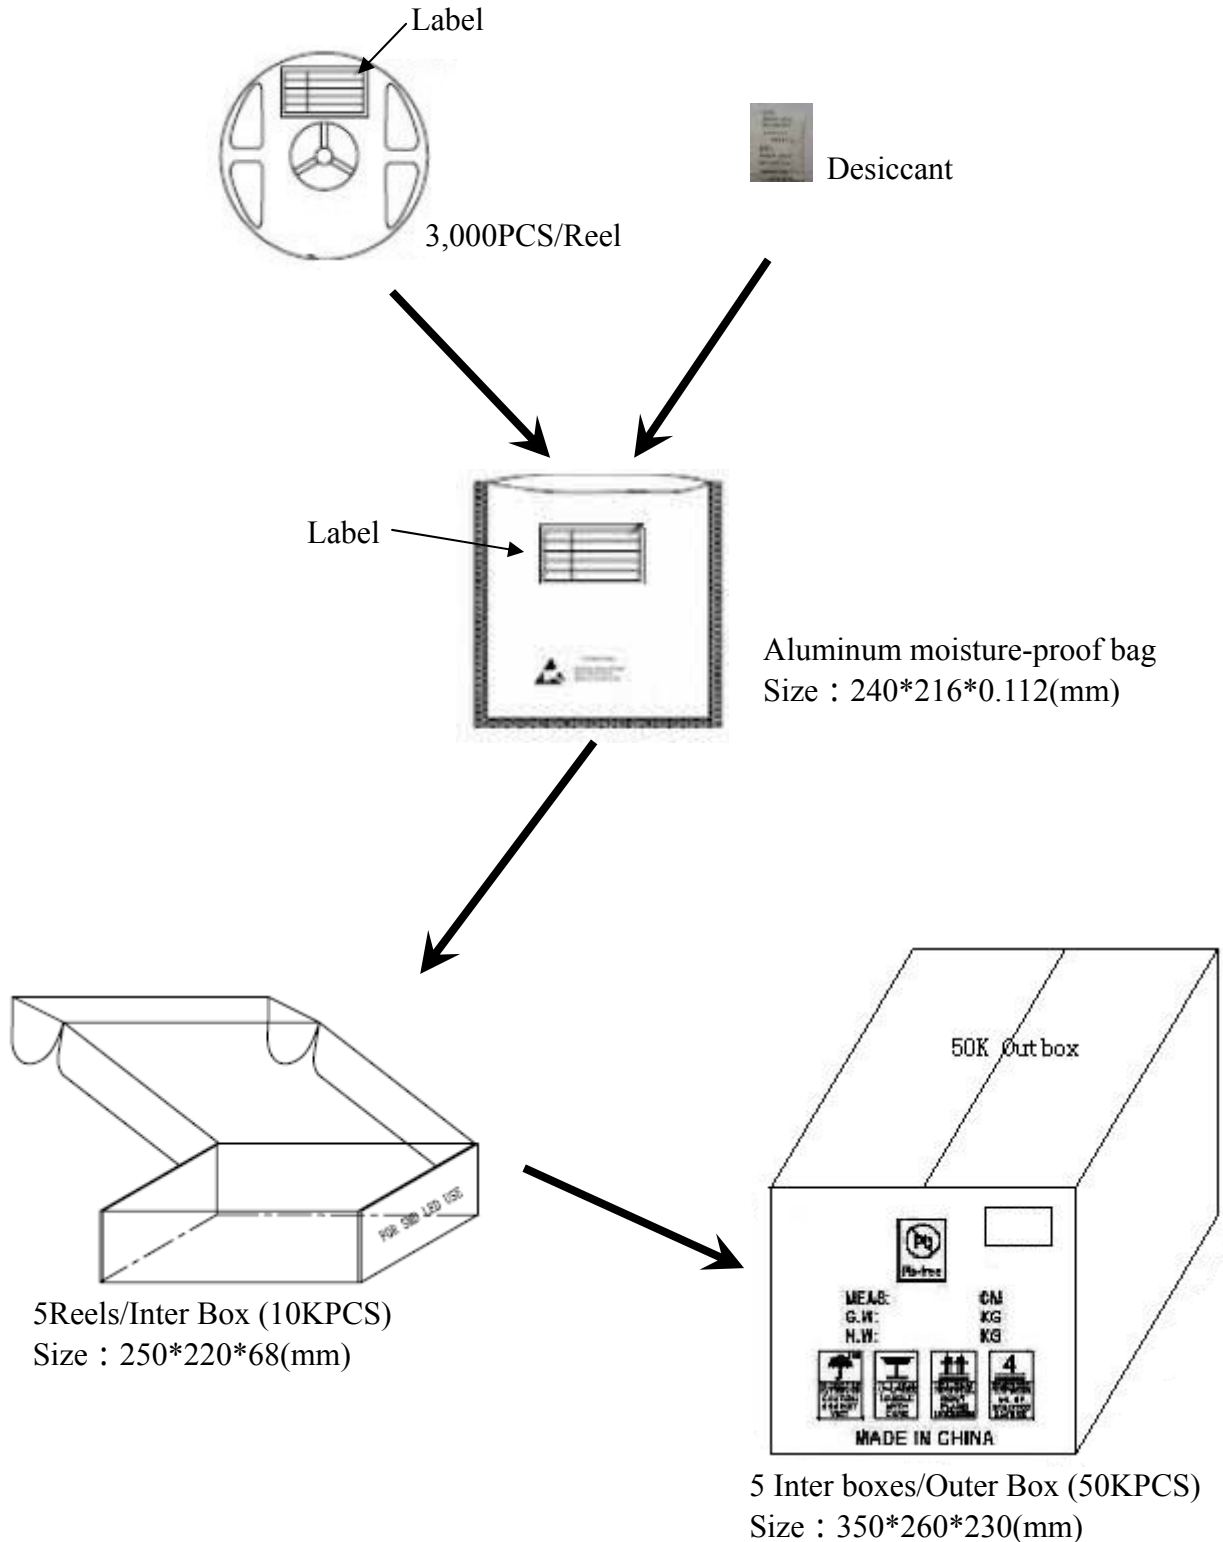 Label
Desiccant
3,000PCS/Reel
Label
Aluminum moisture-proof bag
Size：240*216*0.112(mm)
50K Outbox
FOR SMD LED USE
5Reels/Inter Box (10KPCS)
Size：250*220*68(mm)
Pb
Pb-free
MEAS: CM
G.W: KG
N.W: KG
4
MADE IN CHINA
5 Inter boxes/Outer Box (50KPCS)
Size：350*260*230(mm)